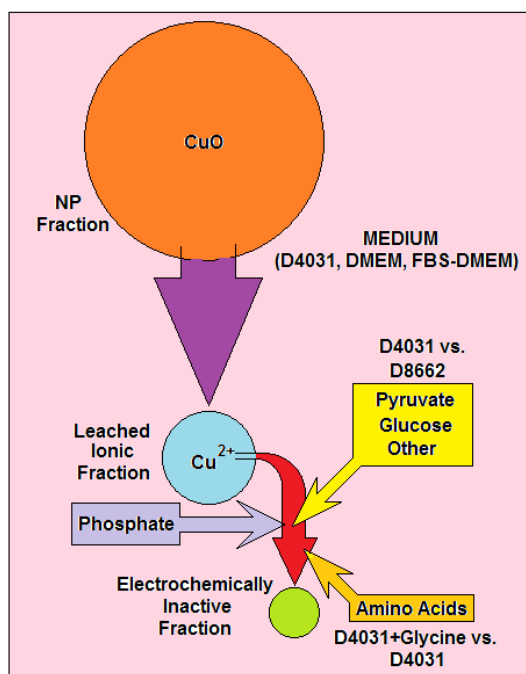 CuO
NP
Fraction
MEDIUM
(D4031, DMEM, FBS-DMEM)
D4031 vs.
D8662
Pyruvate
Glucose
Other
Leached
Ionic
Fraction
Cu2+
Phosphate
Electrochemically
Inactive
Fraction
Amino Acids
D4031+Glycine vs.
D4031